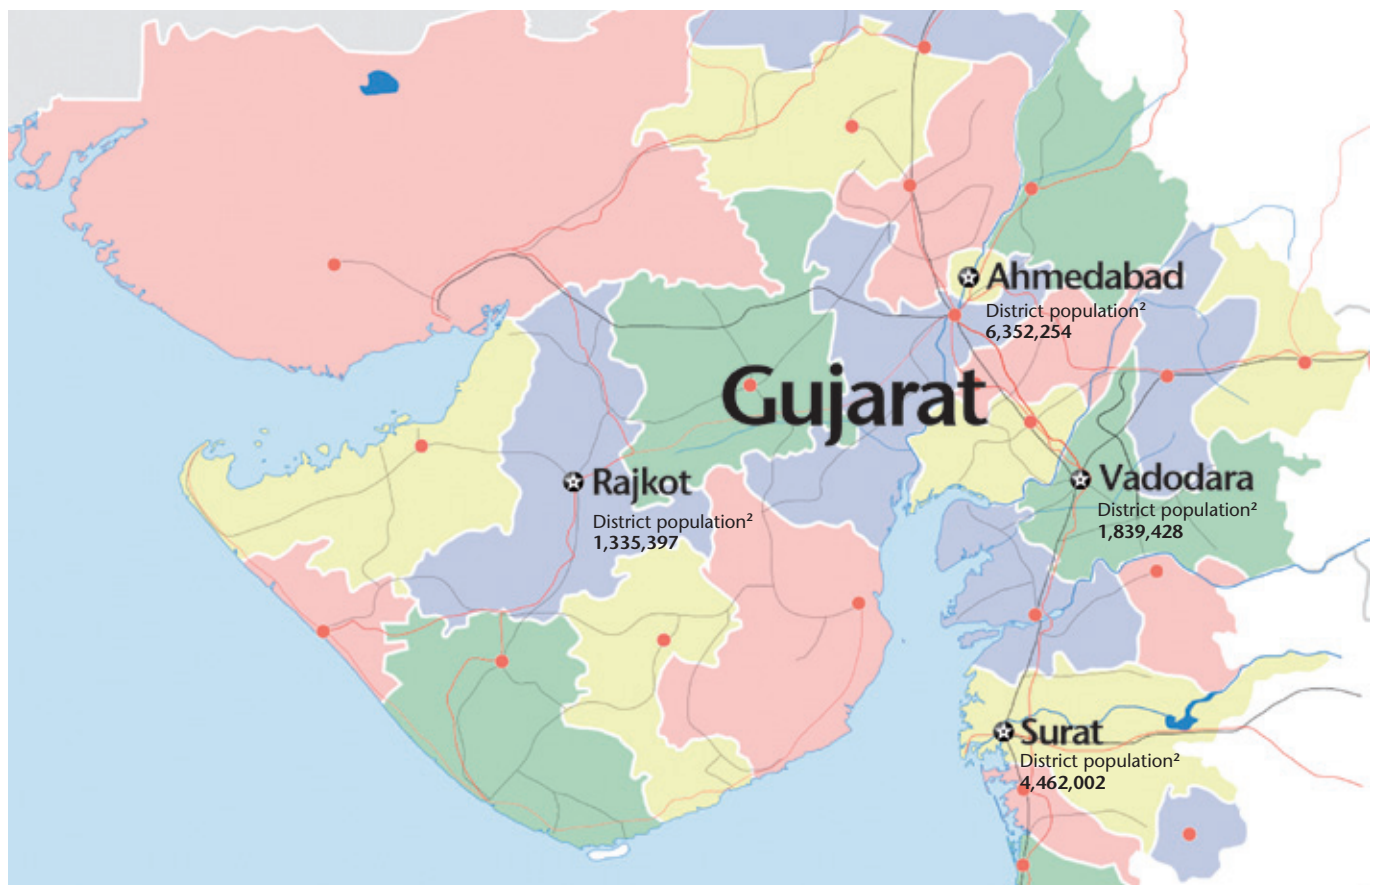 Ahmedabad
District population²
6,352,254
Gujarat
Rajkot
District population²
1,335,397
Vadodara
District population²
1,839,428
Surat
District population²
4,462,002